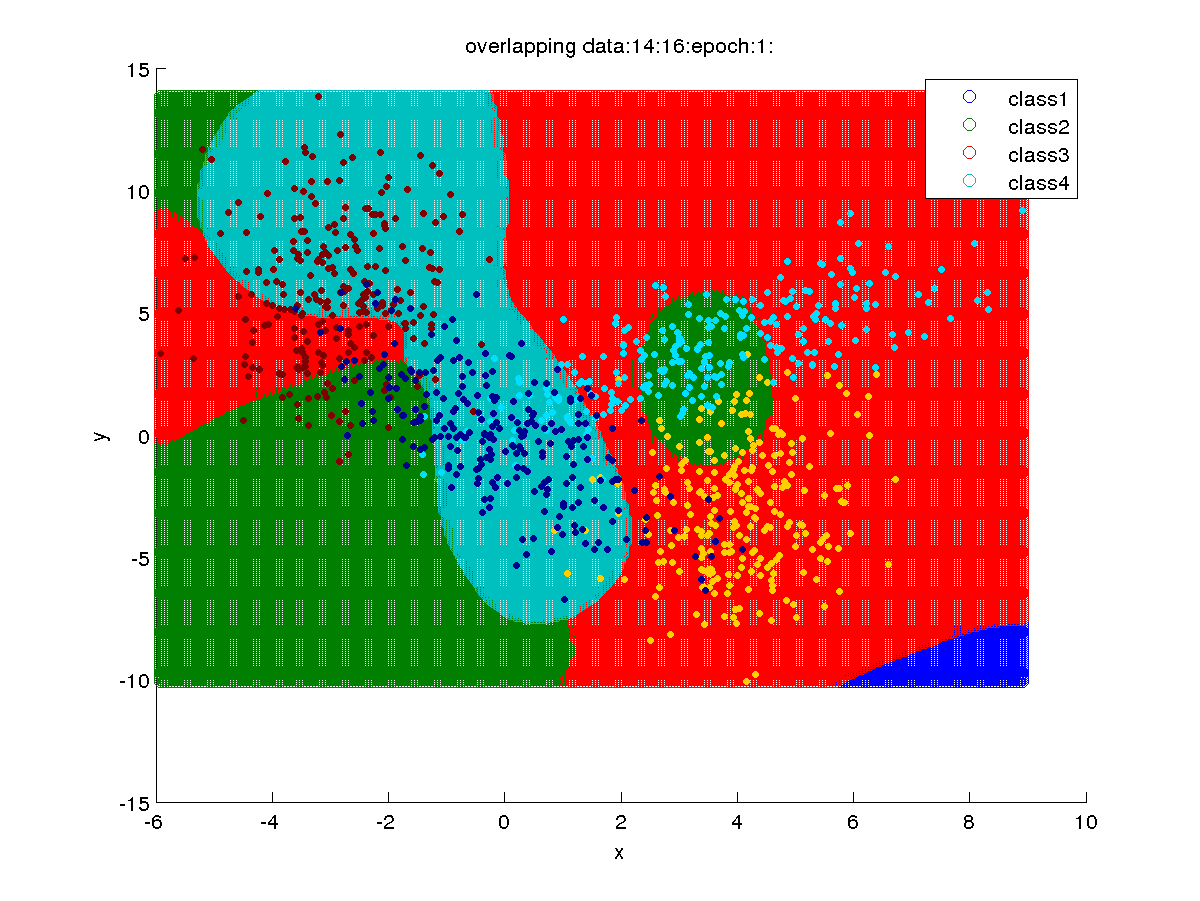 overlapping data:14:16:epoch:1:
class1
class2
class3
class4
15
10
5
0
-5
-10
-15
y
-6 -4 -2 0 2 4 6 8 10
x